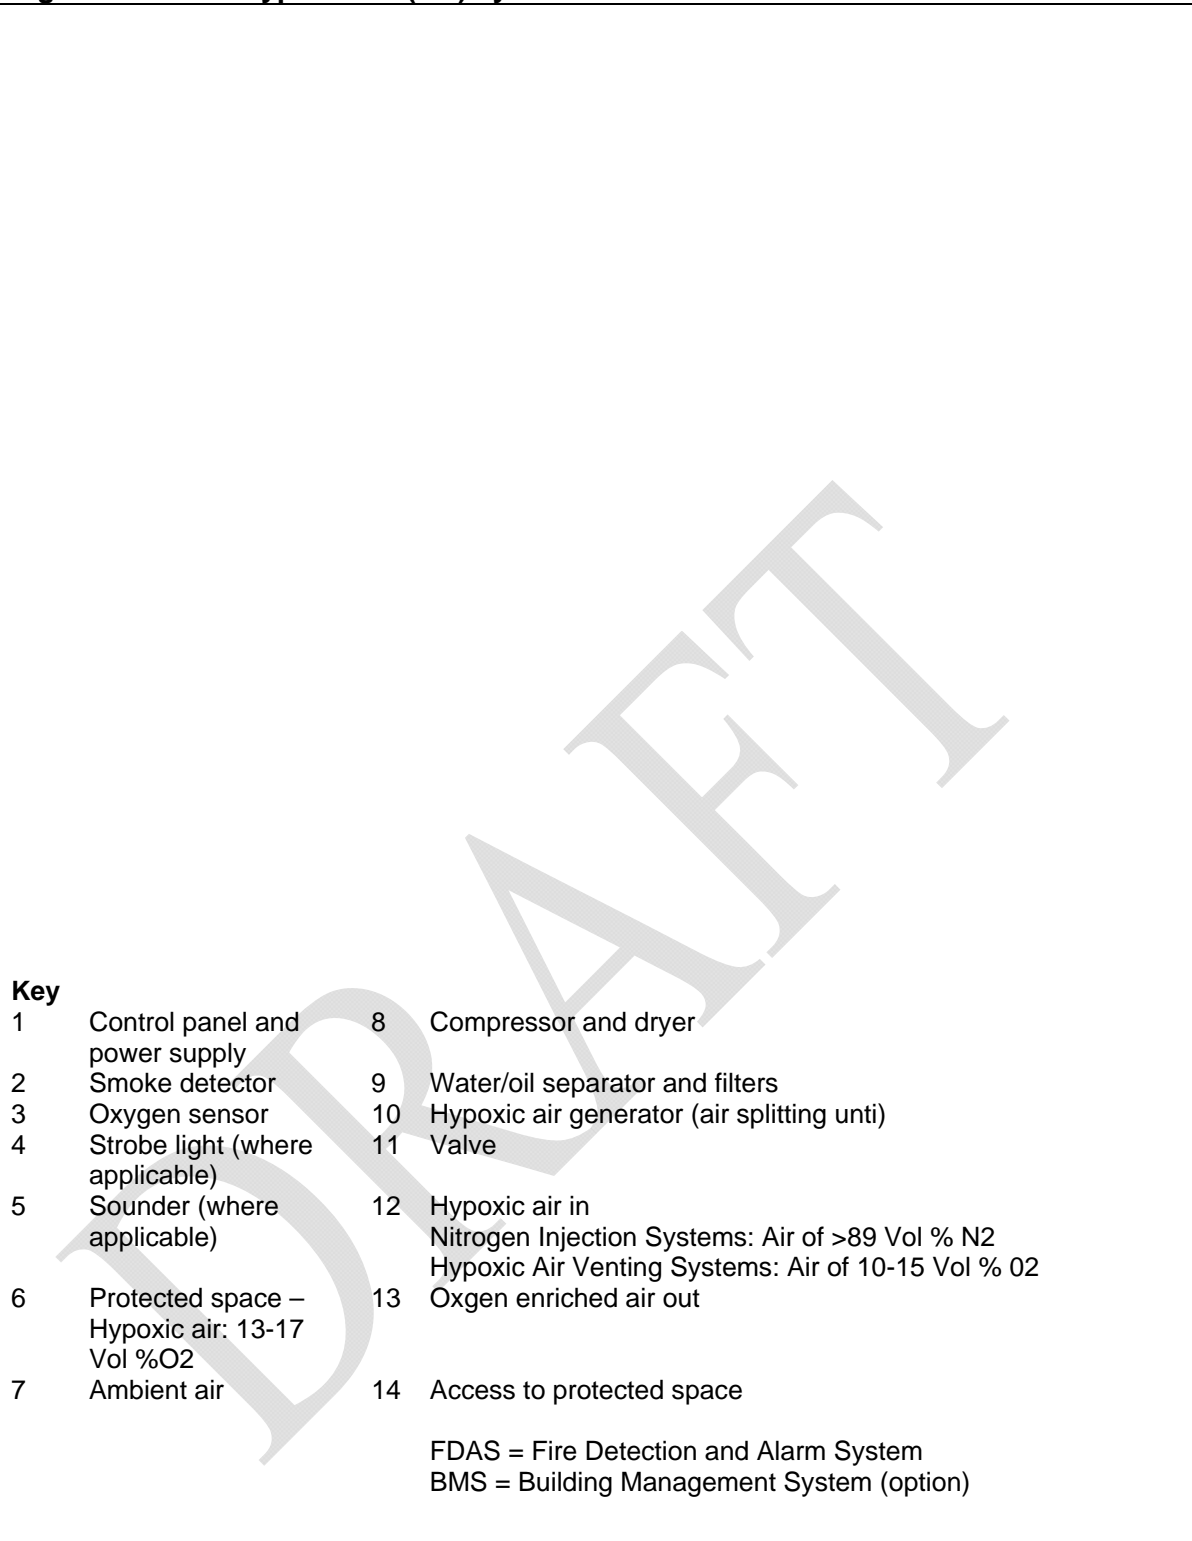 DRAFT
Key
1 Control panel and power supply 8 Compressor and dryer
2 Smoke detector 9 Water/oil separator and filters
3 Oxygen sensor 10 Hypoxic air generator (air splitting unti)
4 Strobe light (where applicable) 11 Valve
5 Sounder (where applicable) 12 Hypoxic air in
Nitrogen Injection Systems: Air of >89 Vol % N2
Hypoxic Air Venting Systems: Air of 10-15 Vol % 02
6 Protected space – Hypoxic air: 13-17 Vol %O2 13 Oxgen enriched air out
7 Ambient air 14 Access to protected space
FDAS = Fire Detection and Alarm System
BMS = Building Management System (option)